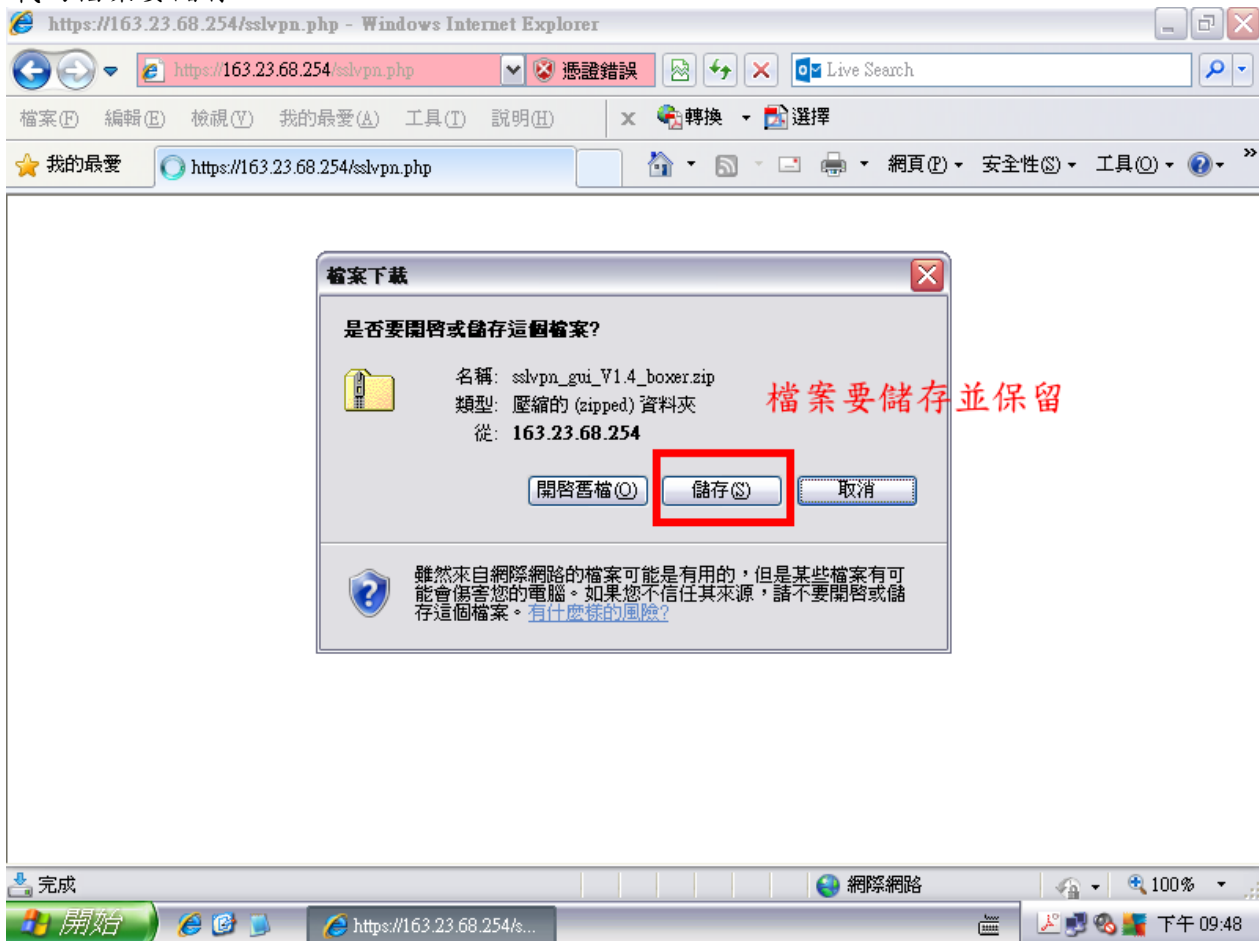 https://163.23.68.254/sslvpn.php - Windows Internet Explorer
https://163.23.68.254/sslvpn.php 憑證錯誤 Live Search
檔案(F) 編輯(E) 檢視(V) 我的最愛(A) 工具(T) 說明(H) x 轉換 選擇
我的最愛 https://163.23.68.254/sslvpn.php 網頁(P) 安全性(S) 工具(O) »
檔案下載
是否要開啓或儲存這個檔案?
名稱: sslvpn_gui_V1.4_boxer.zip
類型: 壓縮的 (zipped) 資料夾
從: 163.23.68.254
檔案要儲存並保留
開啓舊檔(O) 儲存(S) 取消
雖然來自網際網路的檔案可能是有用的，但是某些檔案有可
能會傷害您的電腦。如果您不信任其來源，請不要開啓或儲
存這個檔案。有什麼樣的風險?
完成 網際網路 100%
開始 https://163.23.68.254/s... 下午 09:48